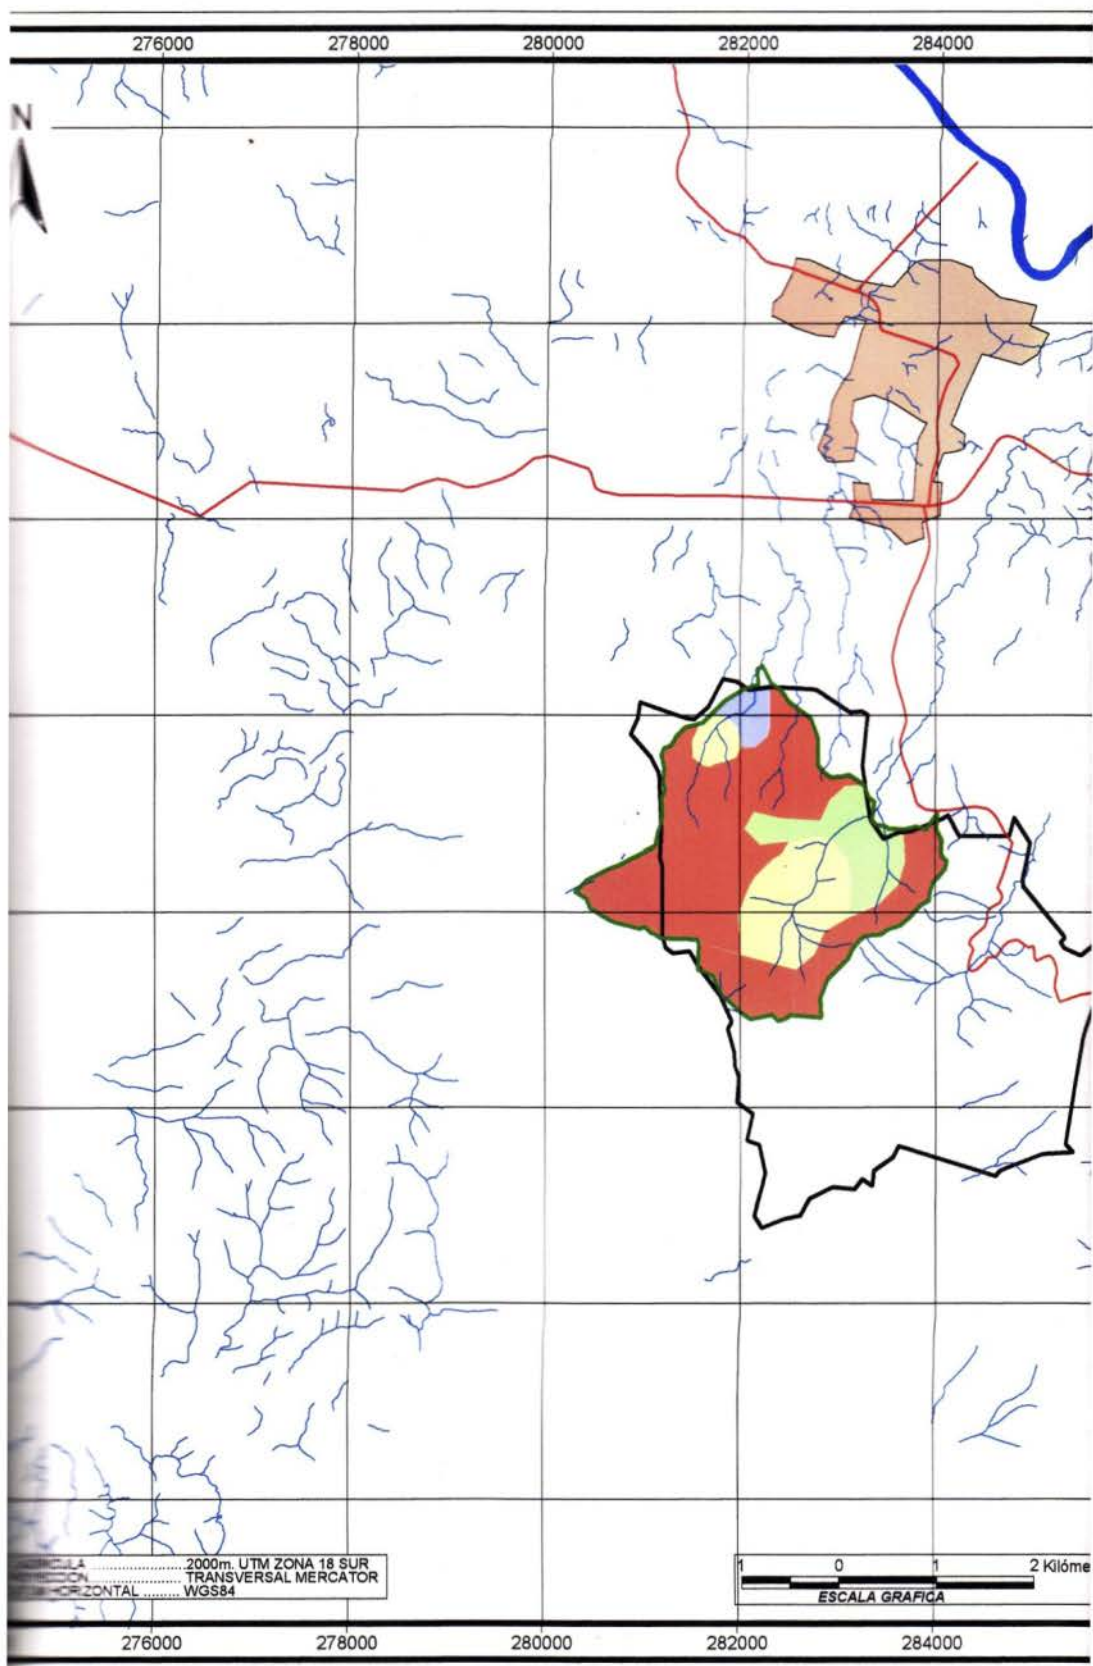 276000 278000 280000 282000 284000
N
2000m. UTM ZONA 18 SUR
TRANSVERSAL MERCATOR
HORIZONTAL ......... WGS84
1 0 1 2 Kilóme
ESCALA GRAFICA
276000 278000 280000 282000 284000